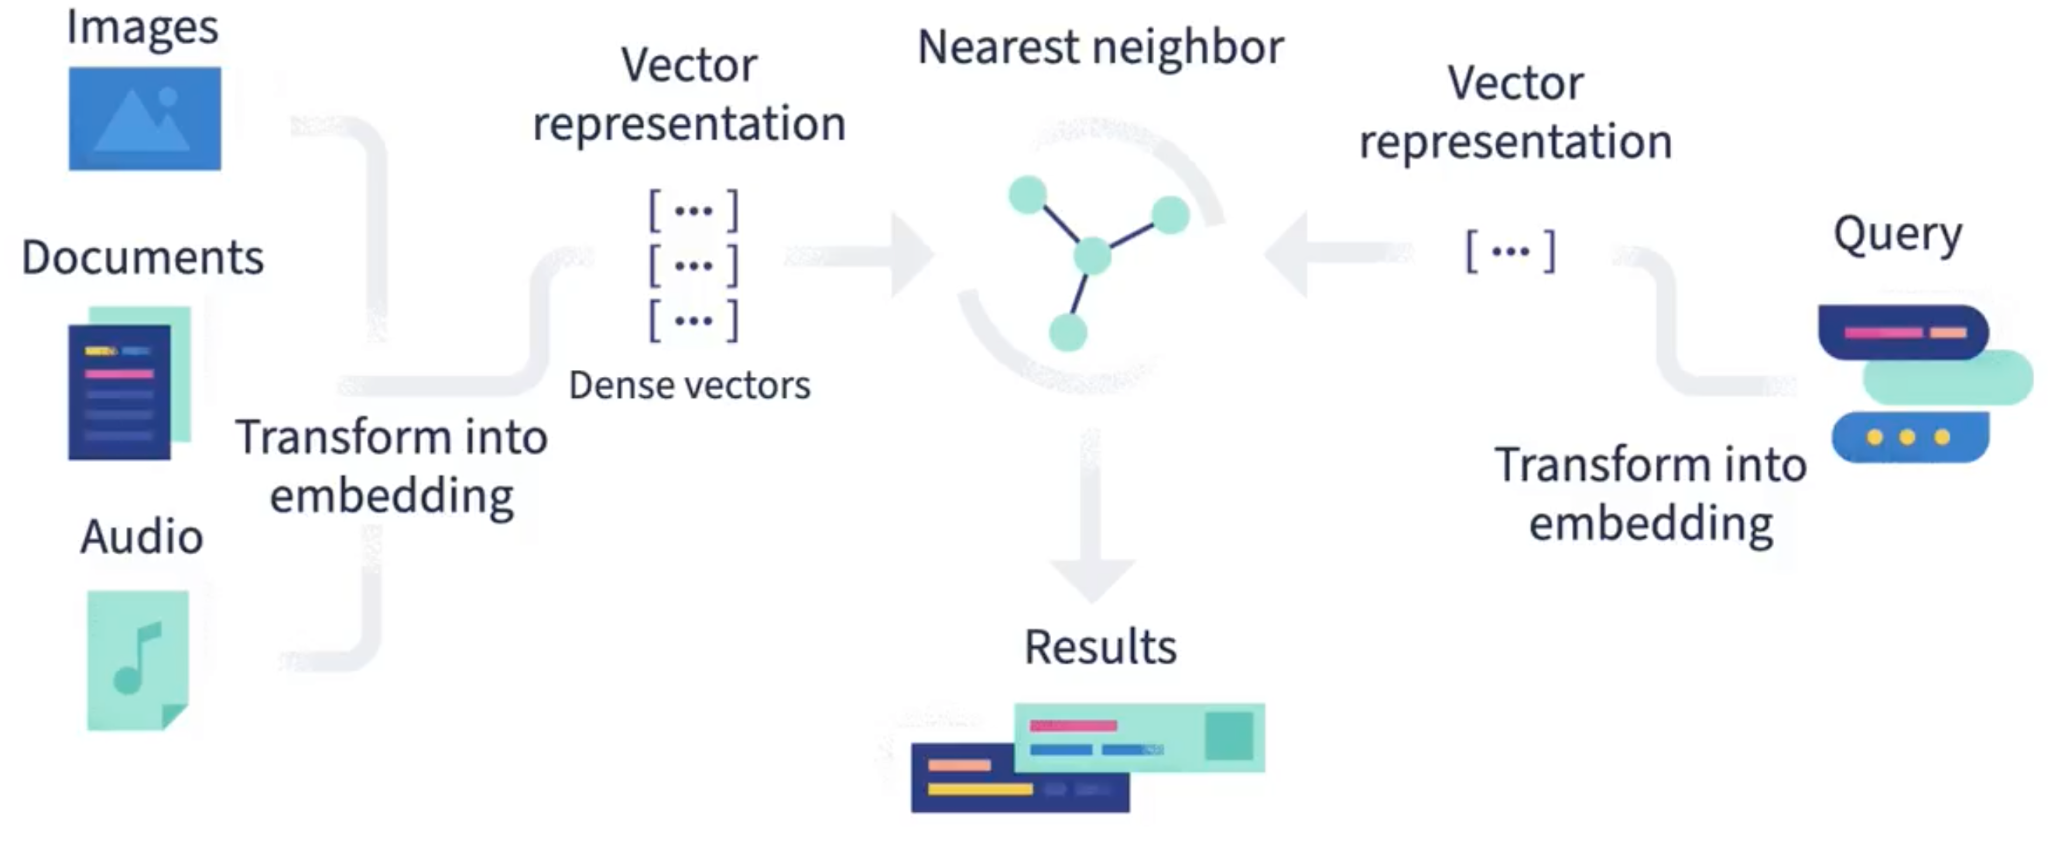 Images
Documents
Audio
Transform into
embedding
Vector
representation
[ ••• ]
[ ••• ]
[ ••• ]
Dense vectors
Nearest neighbor
Results
Vector
representation
[ ••• ]
Query
Transform into
embedding